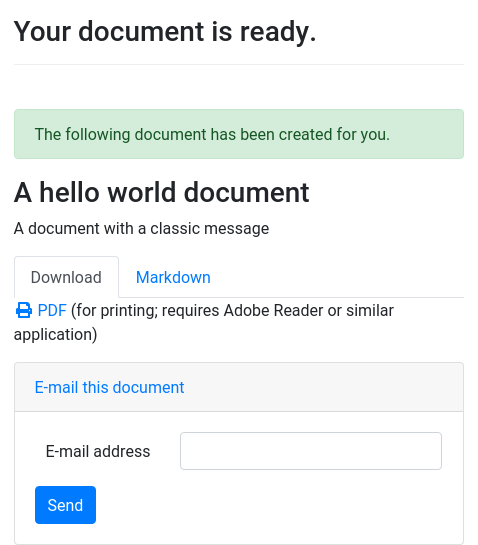 Your document is ready.
The following document has been created for you.
A hello world document
A document with a classic message
Download Markdown
PDF (for printing; requires Adobe Reader or similar
application)
E-mail this document
E-mail address
Send